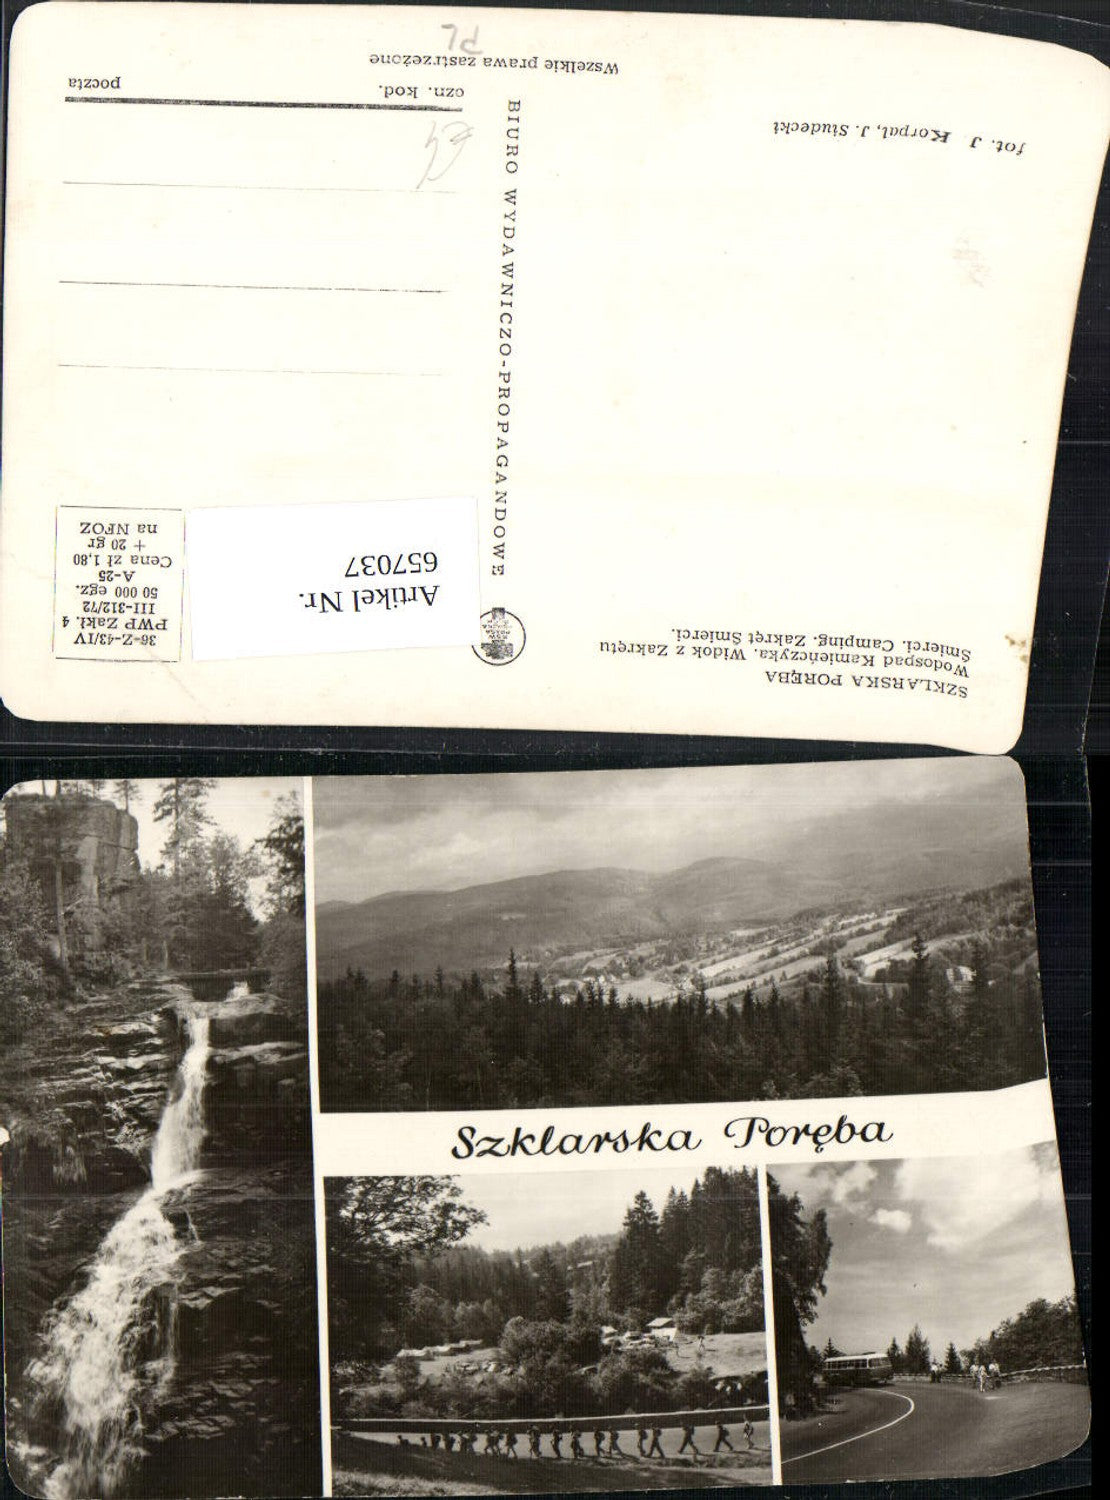 SZKLARSKA PORĘBA
Wodospad Kamieńczyka. Widok z Zakrętu
Śmierci. Camping. Zakręt Śmierci.
fot. J. Korpal, J. Siudecki
BIURO WYDAWNICZO-PROPAGANDOWE
Wszelkie prawa zastrzeżone
PL
Artikel Nr.
657037
36-Z-43/IV
PWP Zakł. 4
III-312/72
50 000 egz.
A-25
Cena zł 1,80
+ 20 gr
na NFOZ
czn. kod.
poczta
Szklarska Poręba